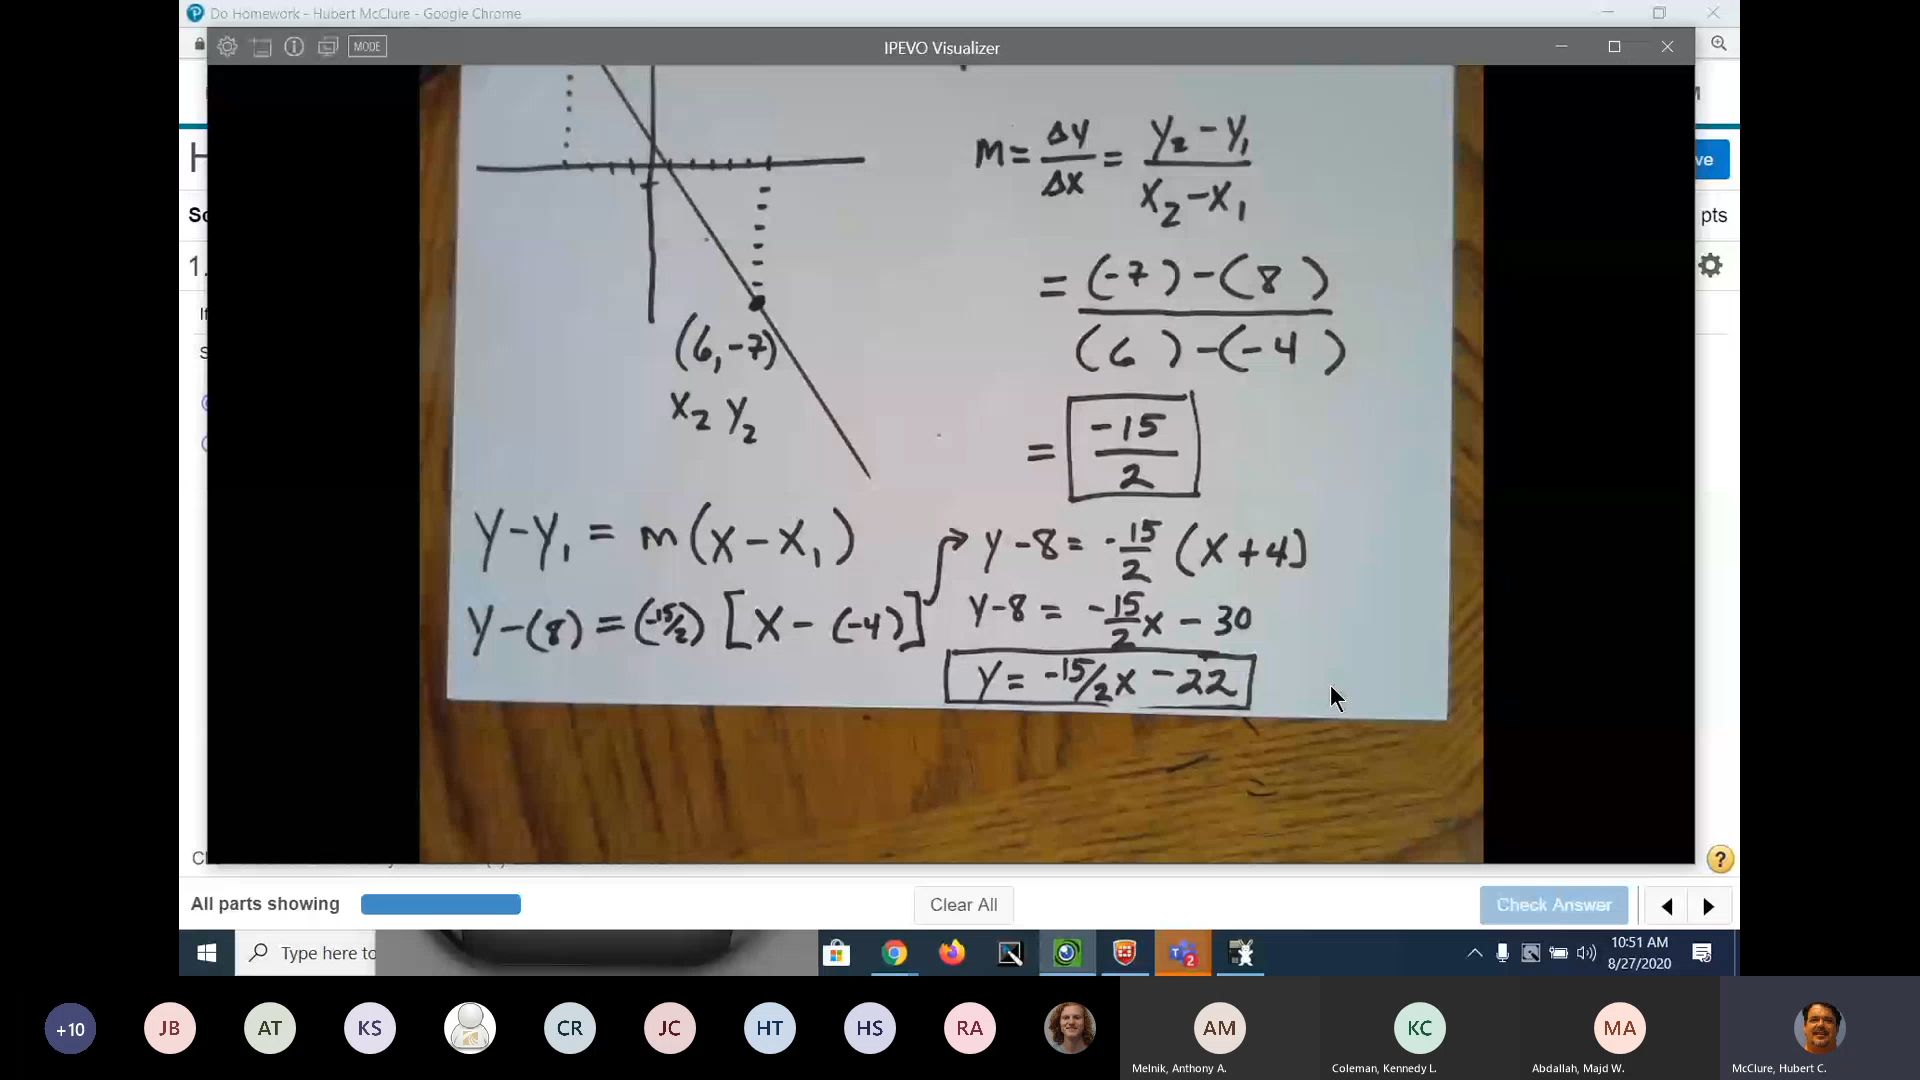 Do Homework - Hubert McClure - Google Chrome
MODE
IPEVO Visualizer
m = Δy/Δx = y₂ - y₁ / x₂ - x₁
ve
pts
1.
= (-7) - (8) / (6) - (-4)
(6, -7)
x₂ y₂
= -15/2
y - y₁ = m(x - x₁)
y - (8) = (-15/2) [x - (-4)]
y - 8 = -15/2 (x + 4)
y - 8 = -15/2 x - 30
y = -15/2 x - 22
All parts showing
Clear All
Check Answer
Type here to
2
10:51 AM
8/27/2020
+10
JB
AT
KS
CR
JC
HT
HS
RA
AM
KC
MA
Melnik, Anthony A.
Coleman, Kennedy L.
Abdallah, Majd W.
McClure, Hubert C.